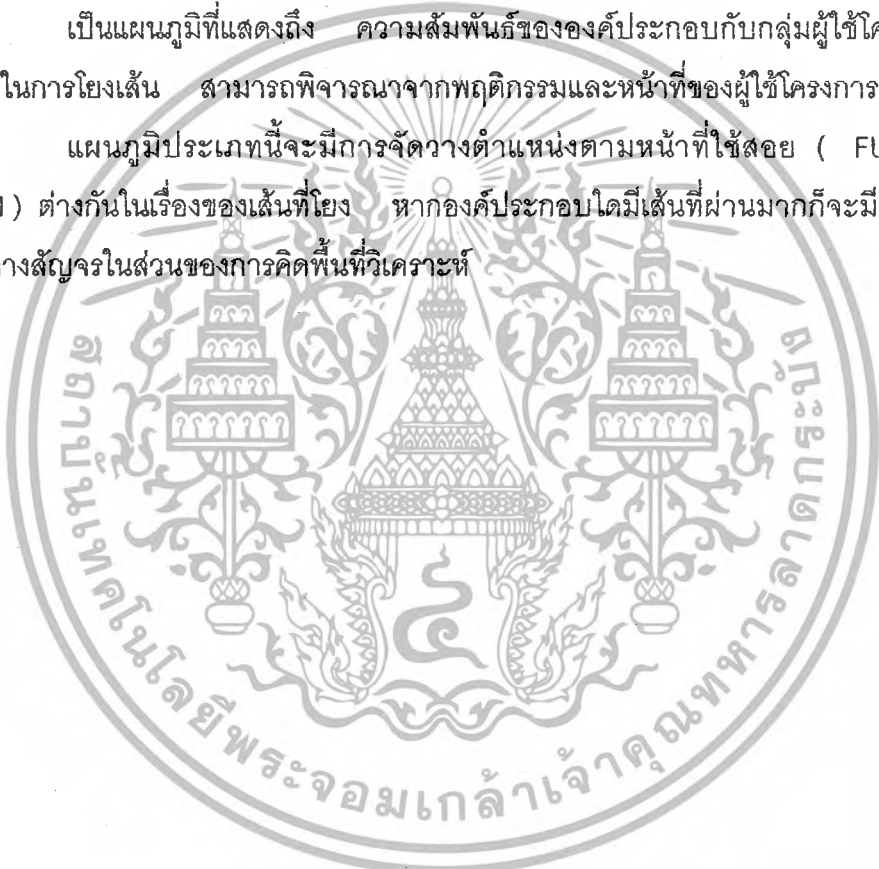 เป็นแผนภูมิที่แสดงถึง ความสัมพันธ์ขององค์ประกอบกับกลุ่มผู้ใช้โค
ในการโยงเส้น สามารถพิจารณาจากพฤติกรรมและหน้าที่ของผู้ใช้โครงการ
แผนภูมิประเภทนี้จะมีการจัดวางตำแหน่งตามหน้าที่ใช้สอย ( FU
) ต่างกันในเรื่องของเส้นที่โยง หากองค์ประกอบใดมีเส้นที่ผ่านมากก็จะมี
างสัญจรในส่วนของการคิดพื้นที่วิเคราะห์
สถาบันเทคโนโลยีพระจอมเกล้าเจ้าคุณทหารลาดกระบัง
๔